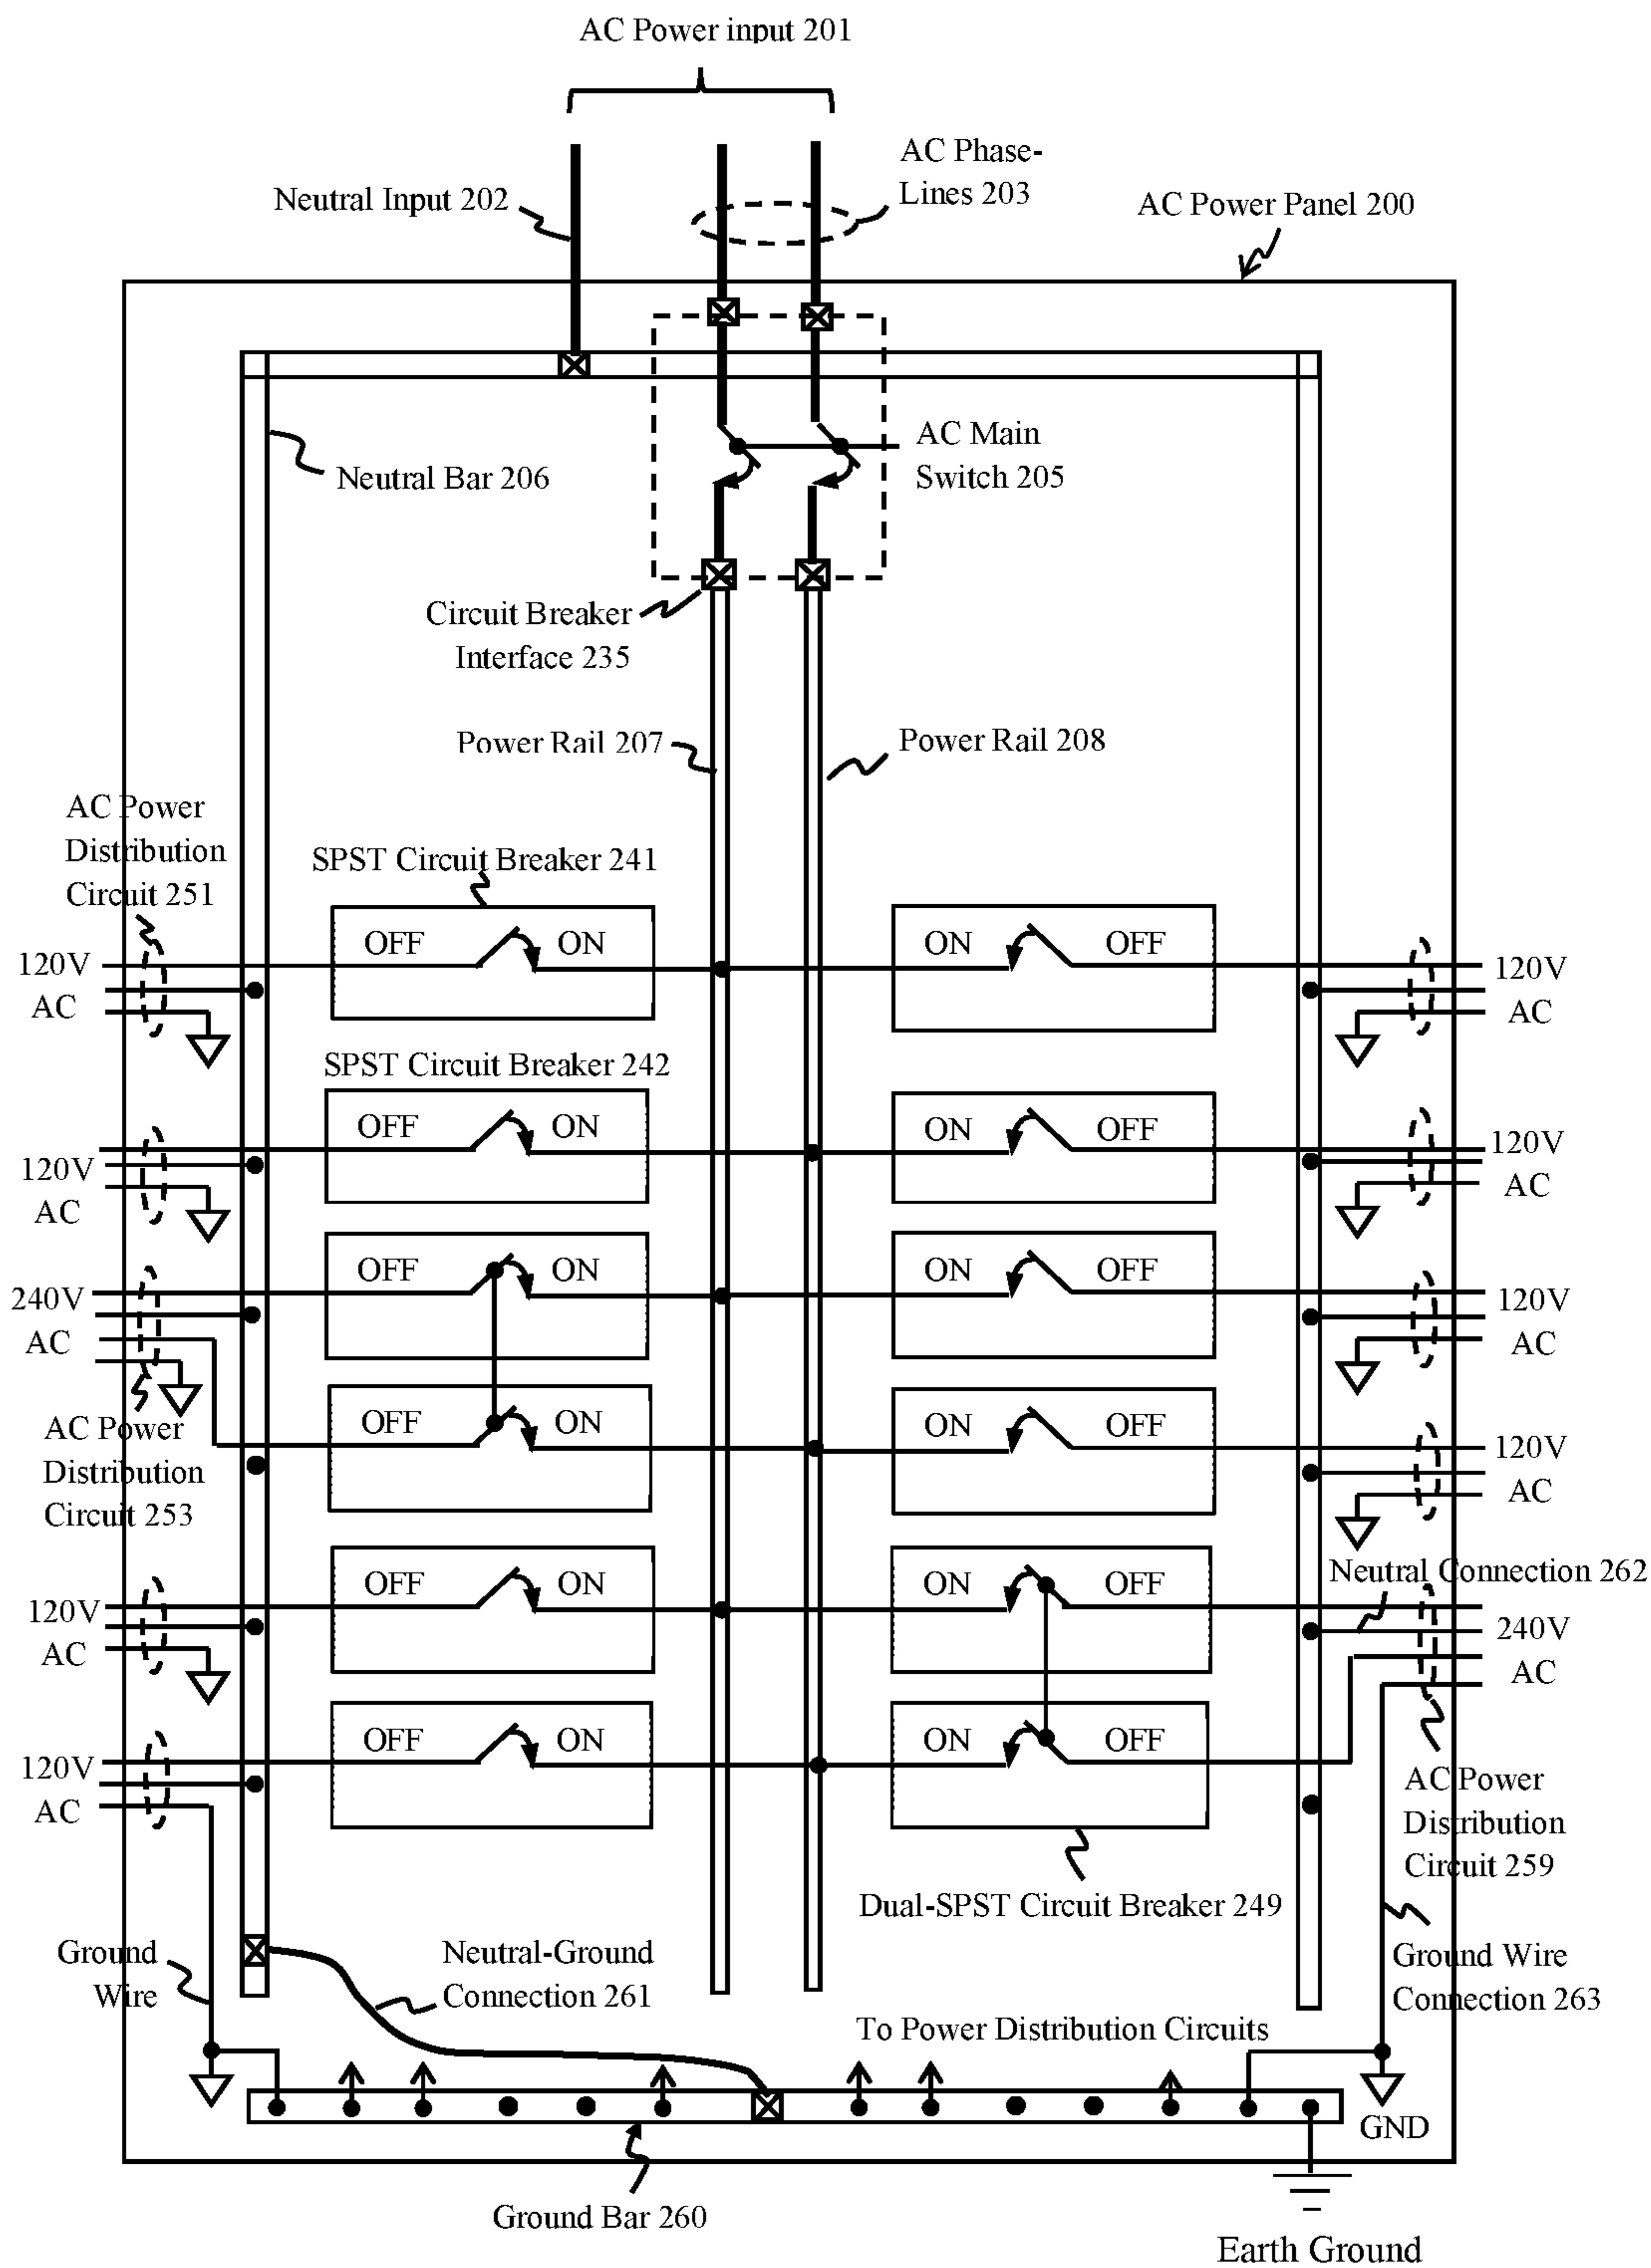 AC Power input 201
AC Phase-
Lines 203
Neutral Input 202
AC Power Panel 200
AC Main
Switch 205
Neutral Bar 206
Circuit Breaker
Interface 235
Power Rail 207
Power Rail 208
AC Power
Distribution
Circuit 251
SPST Circuit Breaker 241
OFF ON
ON OFF
120V
AC
120V
AC
SPST Circuit Breaker 242
OFF ON
ON OFF
120V
AC
120V
AC
OFF ON
ON OFF
240V
AC
120V
AC
OFF ON
ON OFF
AC Power
Distribution
Circuit 253
120V
AC
Neutral Connection 262
OFF ON
ON OFF
120V
AC
240V
AC
OFF ON
ON OFF
120V
AC
AC Power
Distribution
Circuit 259
Dual-SPST Circuit Breaker 249
Ground
Wire
Neutral-Ground
Connection 261
Ground Wire
Connection 263
To Power Distribution Circuits
GND
Ground Bar 260
Earth Ground